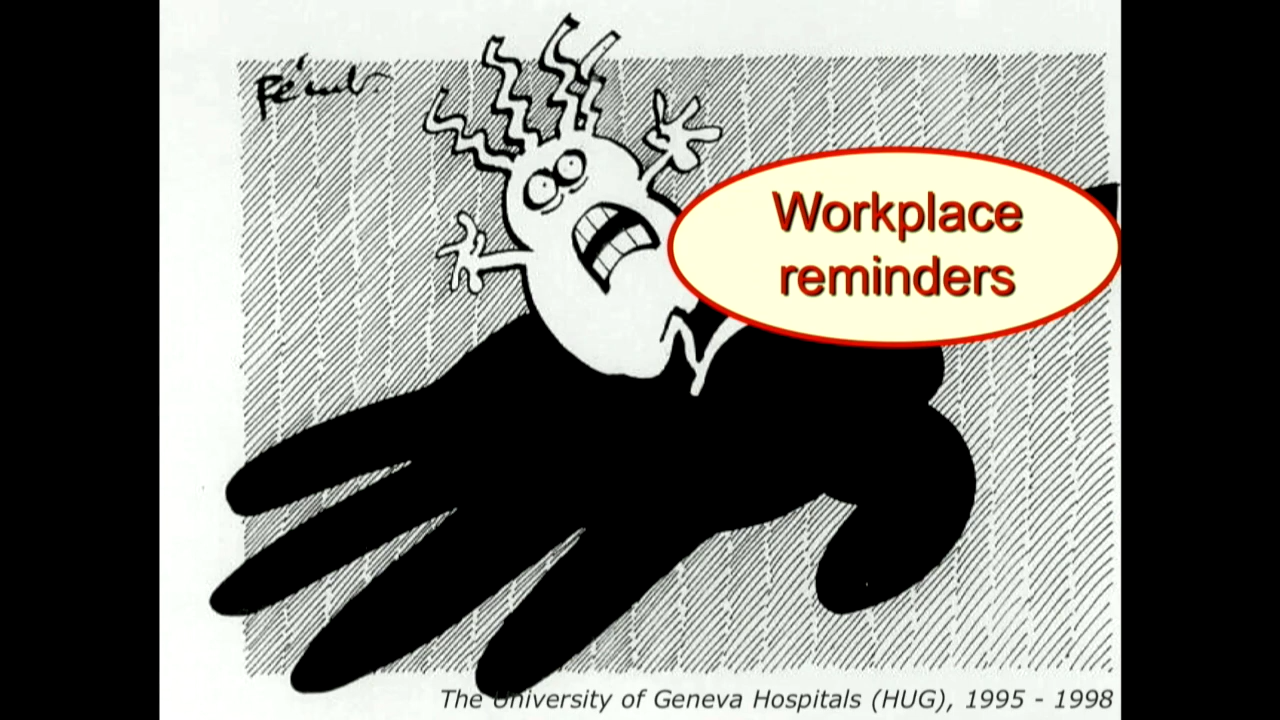 Workplace
reminders
The University of Geneva Hospitals (HUG), 1995 - 1998